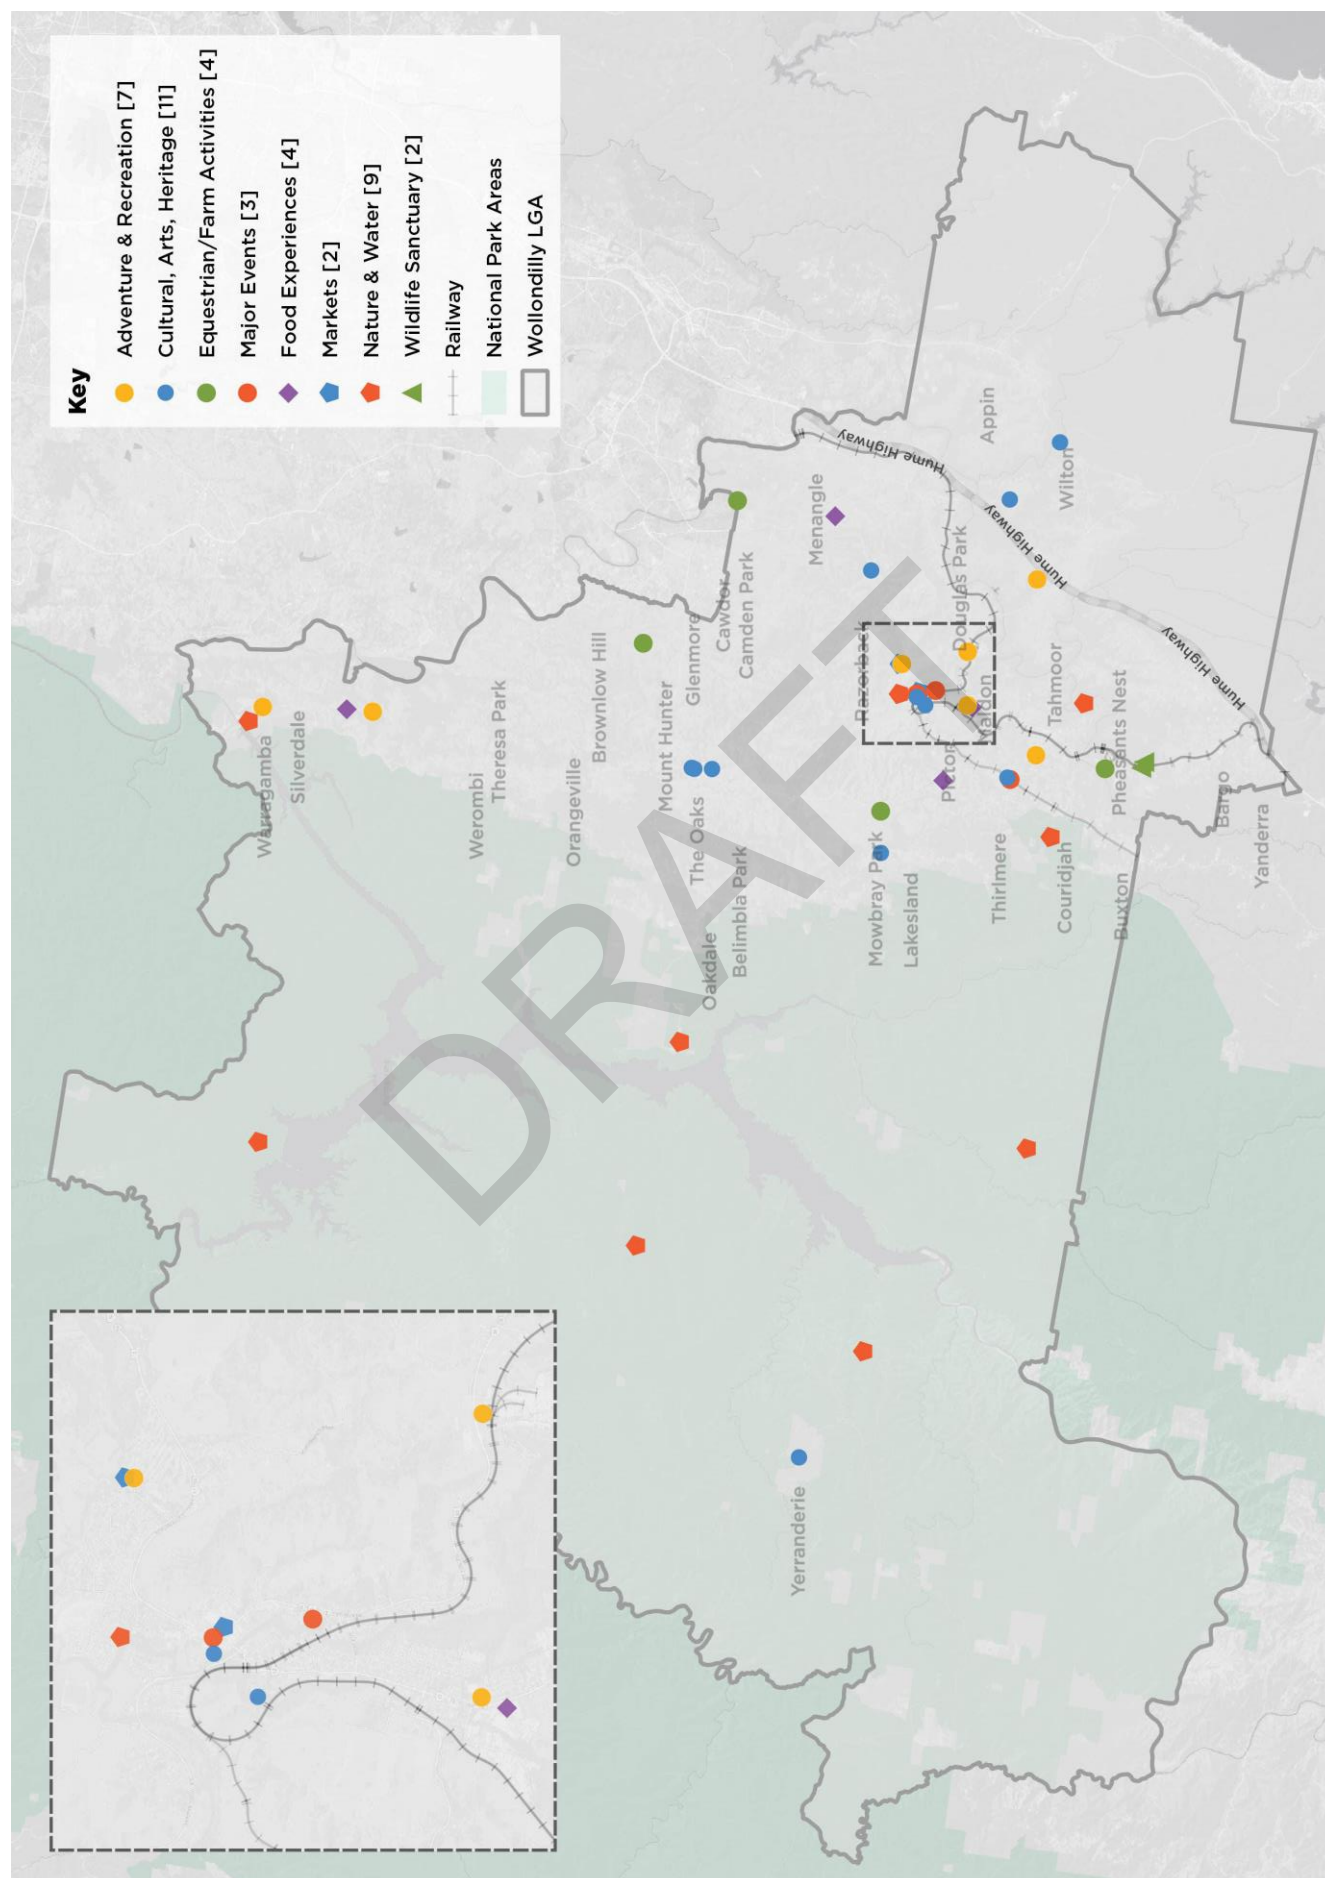 Key
Adventure & Recreation [7]
Cultural, Arts, Heritage [11]
Equestrian/Farm Activities [4]
Major Events [3]
Food Experiences [4]
Markets [2]
Nature & Water [9]
Wildlife Sanctuary [2]
Railway
National Park Areas
Wollondilly LGA
Warragamba
Silverdale
Werombi
Theresa Park
Orangeville
Brownlow Hill
Mount Hunter
Glenmore
Cawdor
Camden Park
The Oaks
Oakdale
Belimbla Park
Menangle
Razorback
Douglas Park
Appin
Wilton
Hume Highway
Hume Highway
Hume Highway
Hume Highway
Maldon
Picton
Tahmoor
Pheasants Nest
Mowbray Park
Lakesland
Thirlmere
Couridjah
Buxton
Bargo
Yanderra
Yerranderie
DRAFT